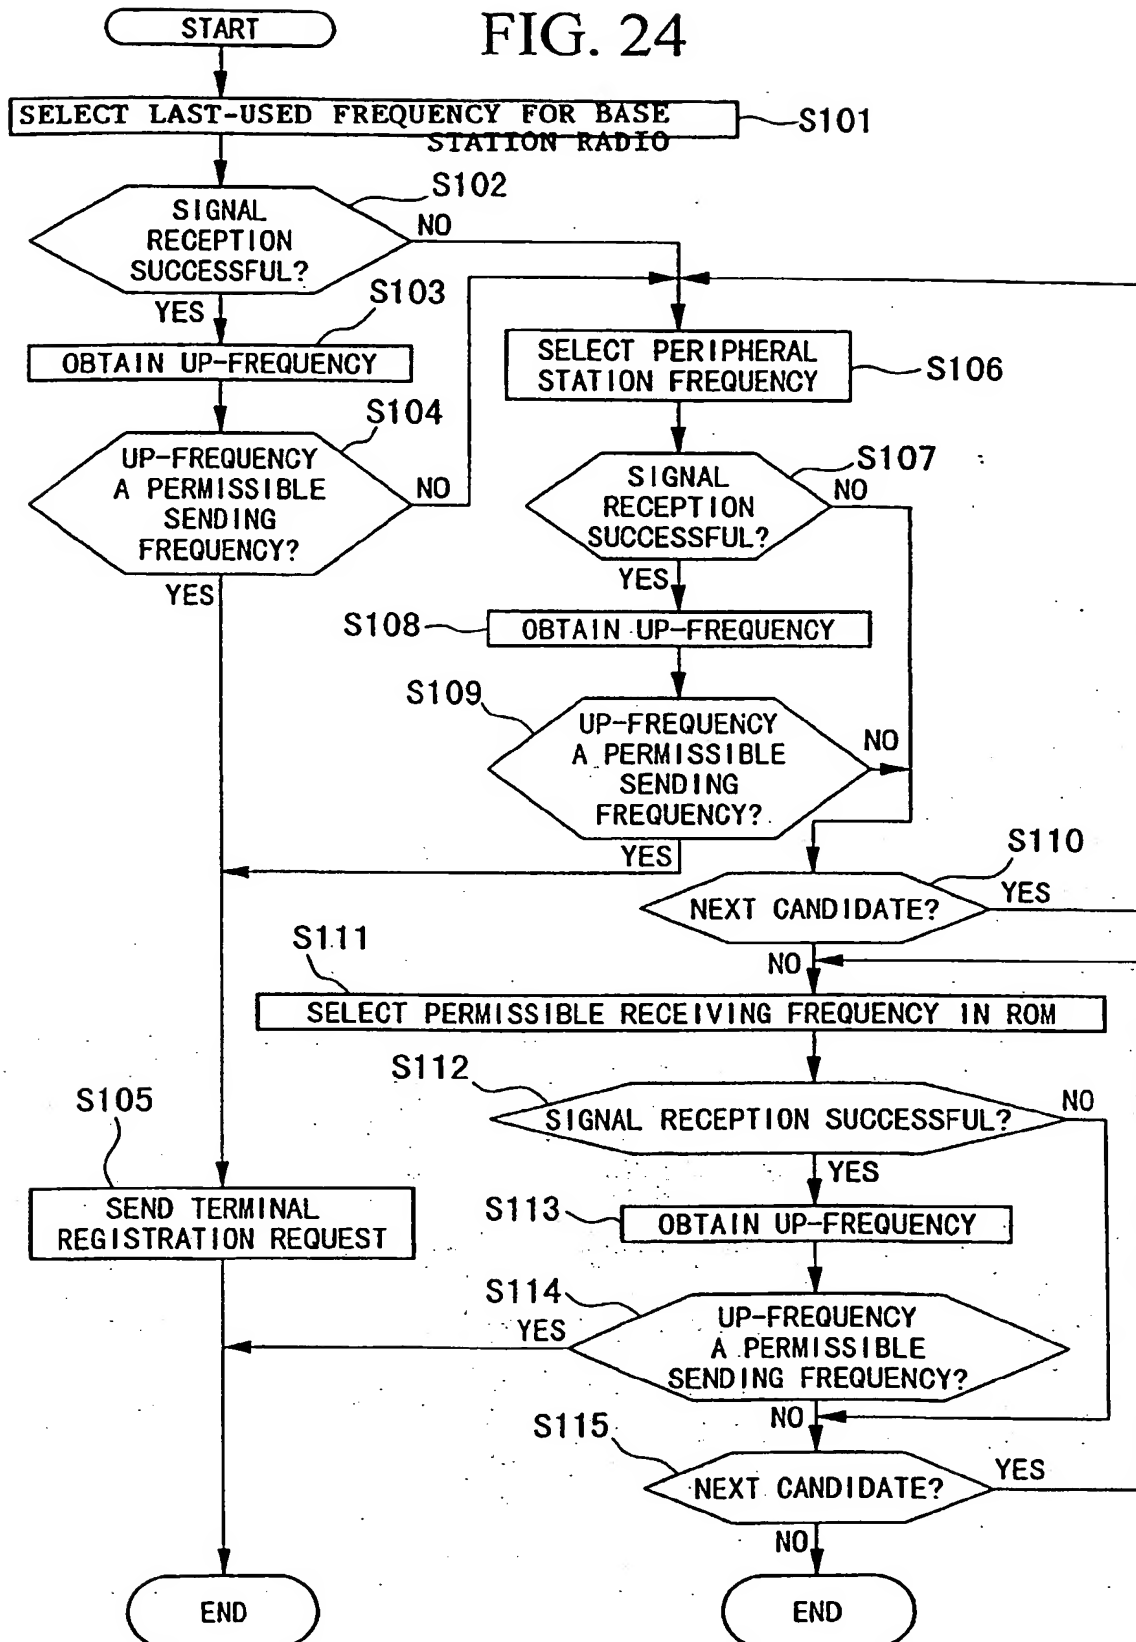 START
FIG. 24
SELECT LAST-USED FREQUENCY FOR BASE
STATION RADIO
S101
S102
SIGNAL
RECEPTION
SUCCESSFUL?
NO
YES
S103
OBTAIN UP-FREQUENCY
S104
UP-FREQUENCY
A PERMISSIBLE
SENDING
FREQUENCY?
NO
YES
SELECT PERIPHERAL
STATION FREQUENCY
S106
S107
SIGNAL
RECEPTION
SUCCESSFUL?
NO
YES
S108
OBTAIN UP-FREQUENCY
S109
UP-FREQUENCY
A PERMISSIBLE
SENDING
FREQUENCY?
NO
YES
S110
NEXT CANDIDATE?
YES
NO
S111
SELECT PERMISSIBLE RECEIVING FREQUENCY IN ROM
S112
SIGNAL RECEPTION SUCCESSFUL?
NO
YES
S105
SEND TERMINAL
REGISTRATION REQUEST
S113
OBTAIN UP-FREQUENCY
S114
UP-FREQUENCY
A PERMISSIBLE
SENDING FREQUENCY?
YES
NO
S115
NEXT CANDIDATE?
YES
NO
END
END